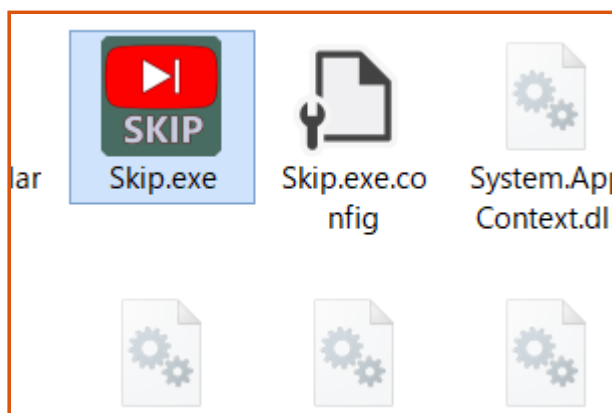 SKIP
lar
Skip.exe
Skip.exe.co
nfig
System.App
Context.dl